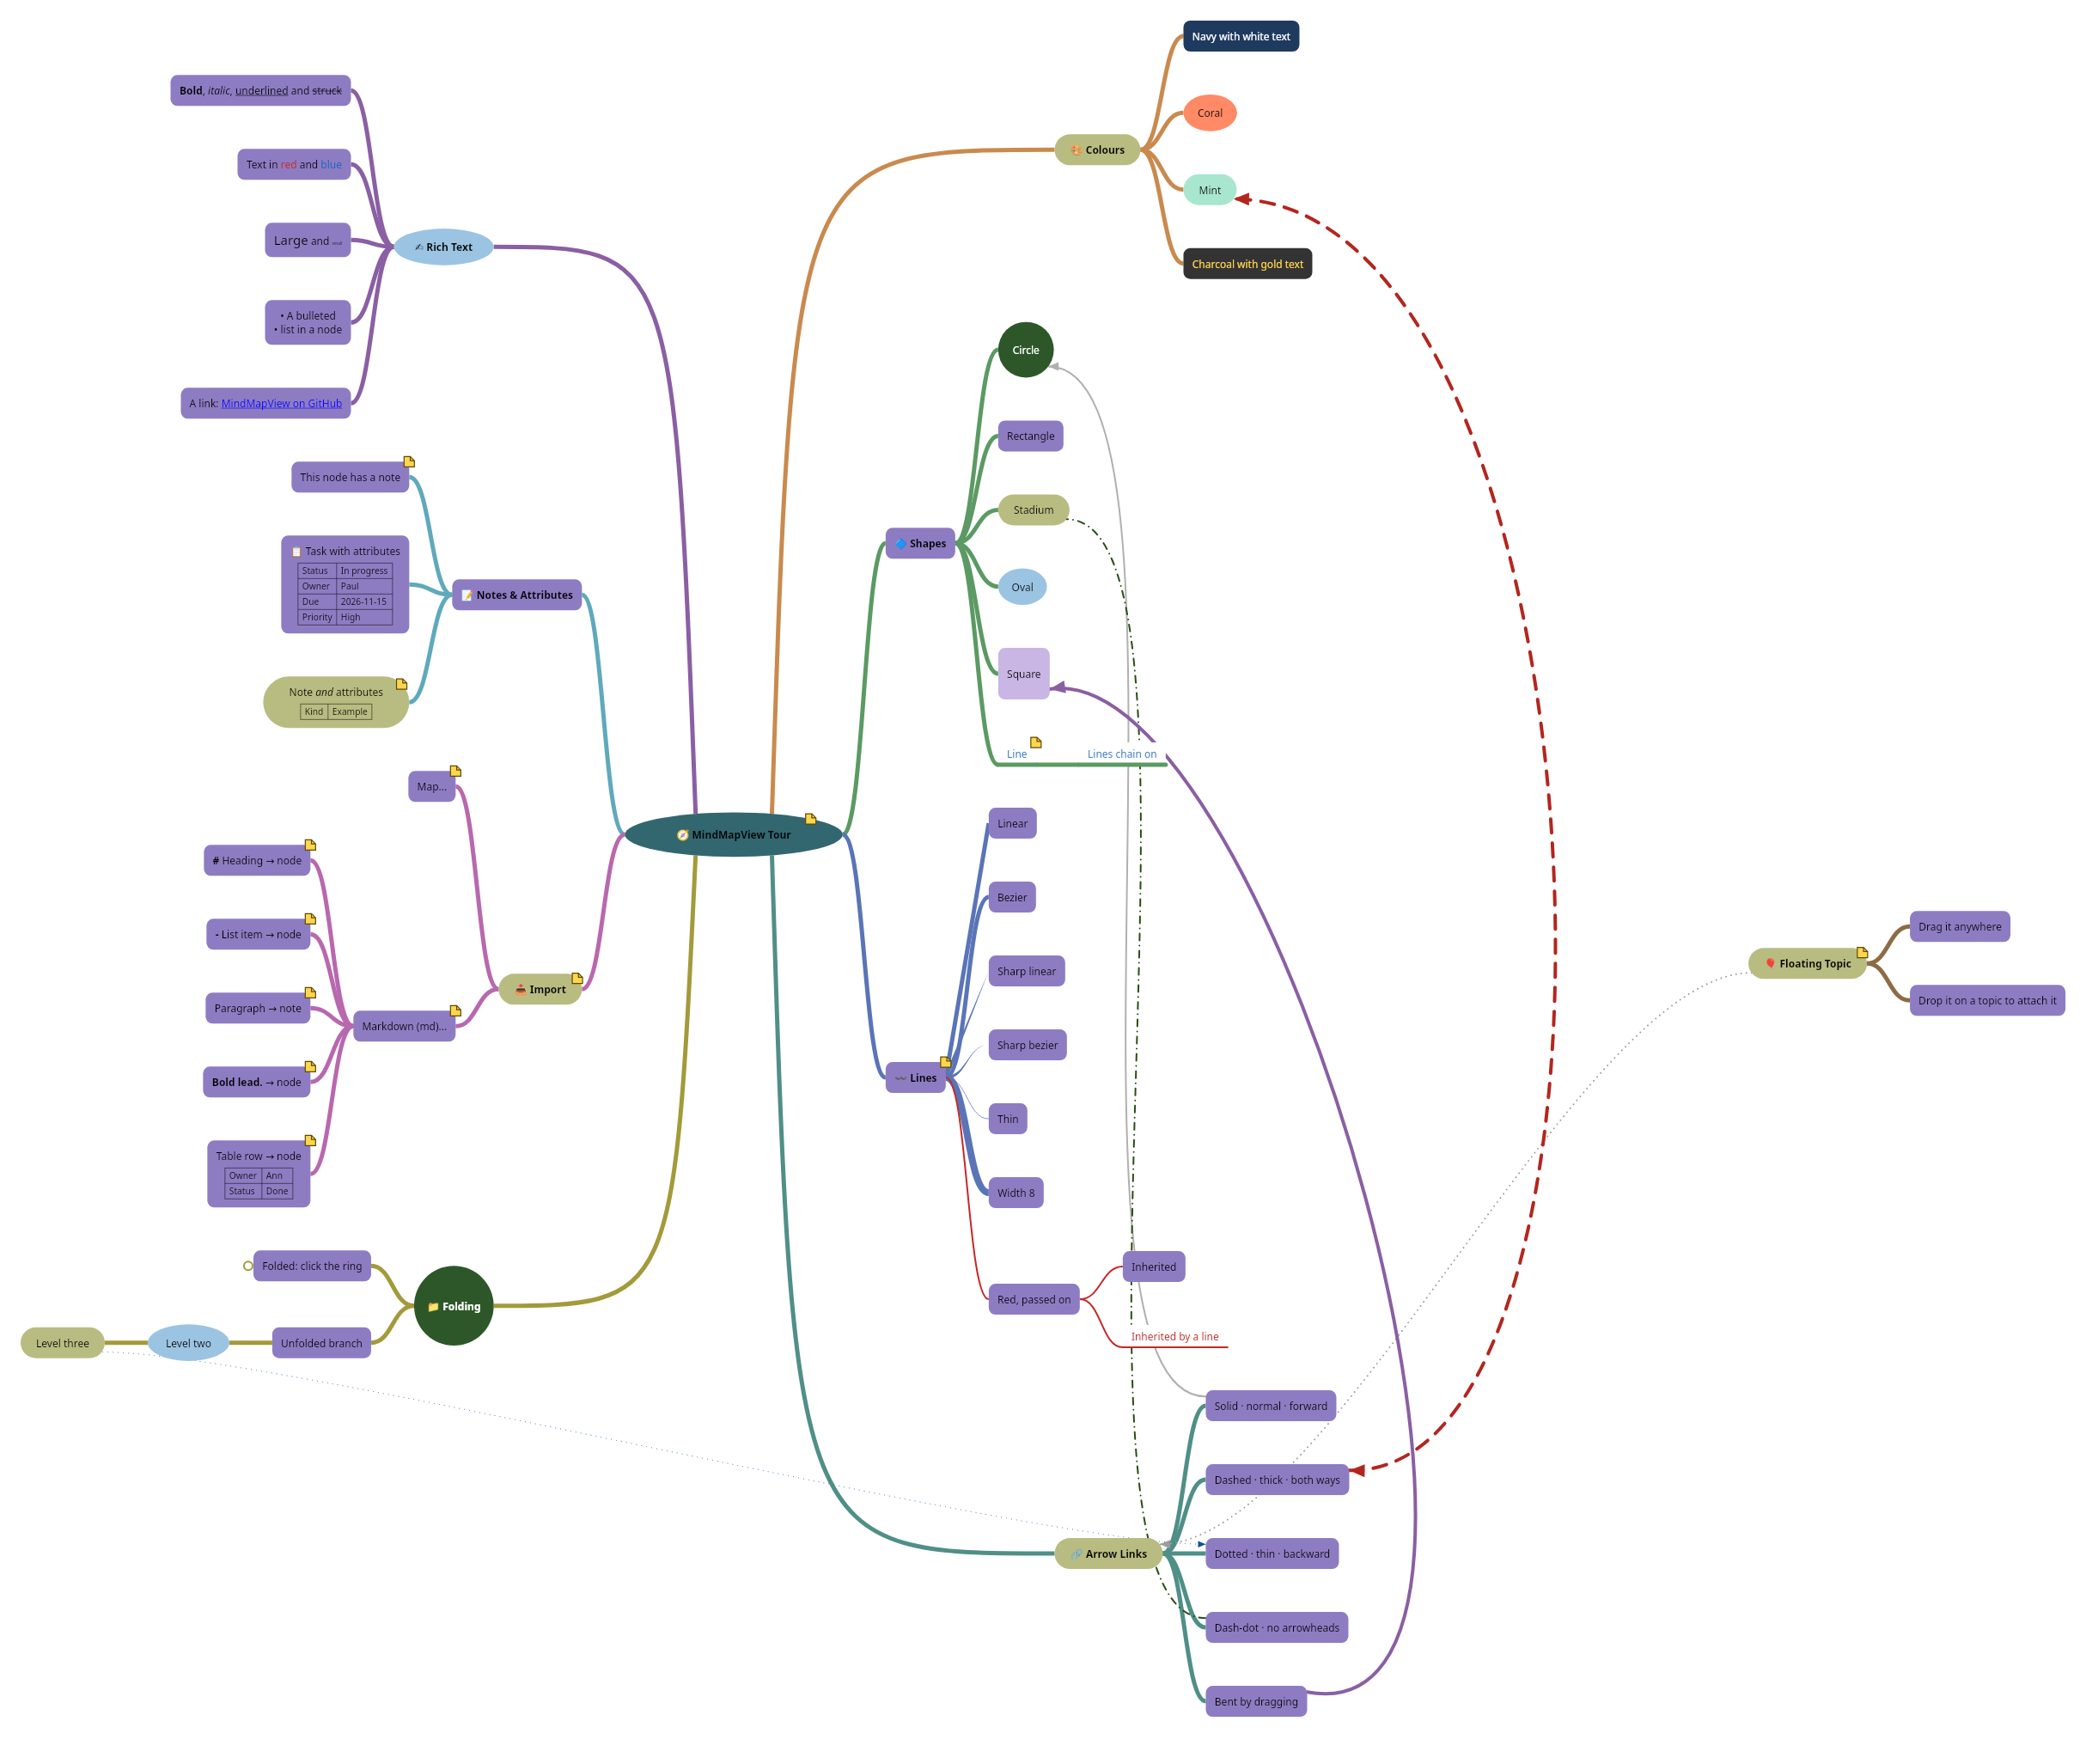 🧭 MindMapView Tour
🎨 Colours
Navy with white text
Coral
Mint
Charcoal with gold text
🔷 Shapes
Circle
Rectangle
Stadium
Oval
Square
Line
Lines chain on
〰️ Lines
Linear
Bezier
Sharp linear
Sharp bezier
Thin
Width 8
Red, passed on
Inherited
Inherited by a line
🔗 Arrow Links
Solid · normal · forward
Dashed · thick · both ways
Dotted · thin · backward
Dash-dot · no arrowheads
Bent by dragging
✍ Rich Text
Bold, italic, underlined and struck
Text in red and blue
Large and small
• A bulleted
• list in a node
A link: MindMapView on GitHub
📝 Notes & Attributes
This node has a note
📋 Task with attributes
Status In progress
Owner Paul
Due 2026-11-15
Priority High
Note and attributes
Kind Example
📥 Import
Map...
Markdown (md)...
# Heading → node
- List item → node
Paragraph → note
Bold lead. → node
Table row → node
Owner Ann
Status Done
📁 Folding
Folded: click the ring
Unfolded branch
Level two
Level three
🎈 Floating Topic
Drag it anywhere
Drop it on a topic to attach it